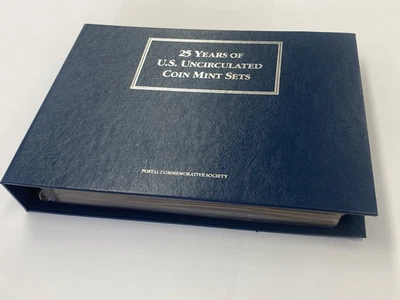 25 Years of
U.S. Uncirculated
Coin Mint Sets
Postal Commemorative Society